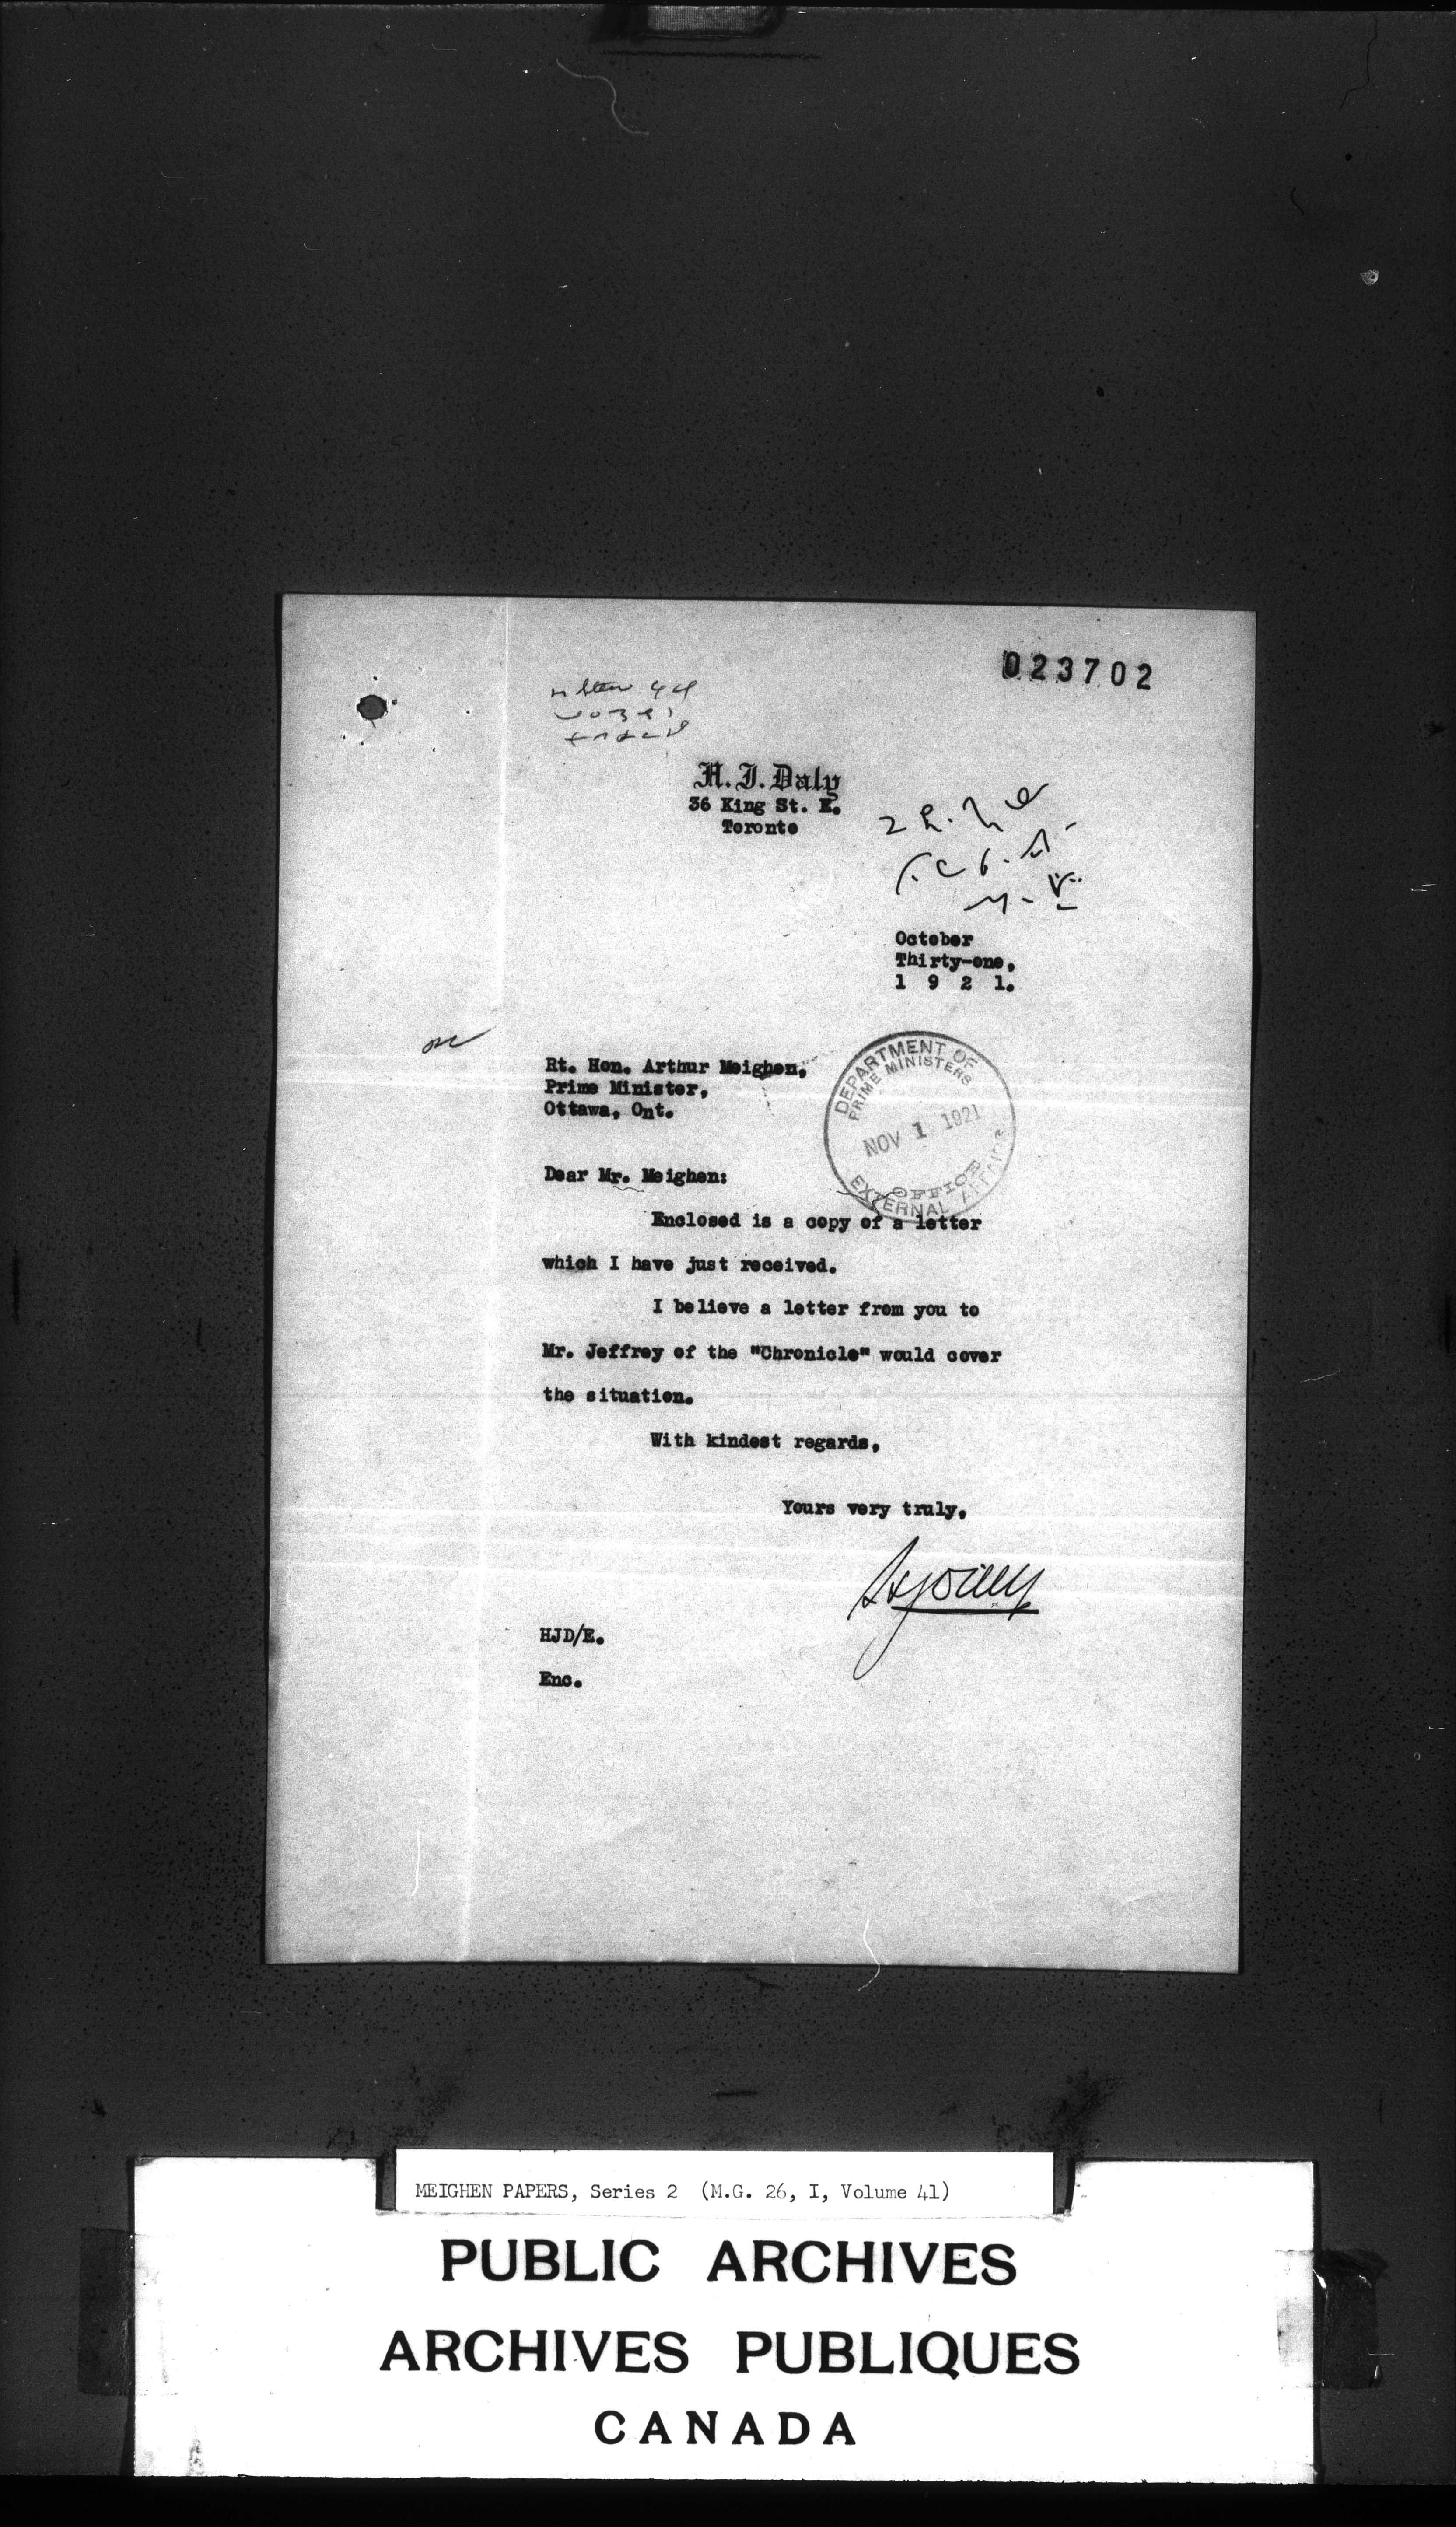 023702
H. J. Daly
36 King St. E.
Toronto
October
Thirty-one,
1 9 2 1.
Rt. Hon. Arthur Meighen,
Prime Minister,
Ottawa, Ont.
DEPARTMENT OF
PRIME MINISTERS
NOV 1 1921
OFFICE
EXTERNAL AFFAIRS
Dear Mr. Meighen:
Enclosed is a copy of a letter
which I have just received.
I believe a letter from you to
Mr. Jeffrey of the "Chronicle" would cover
the situation.
With kindest regards,
Yours very truly,
HJDaly
HJD/E.
Enc.
MEIGHEN PAPERS, Series 2 (M.G. 26, I, Volume 41)
PUBLIC ARCHIVES
ARCHIVES PUBLIQUES
CANADA